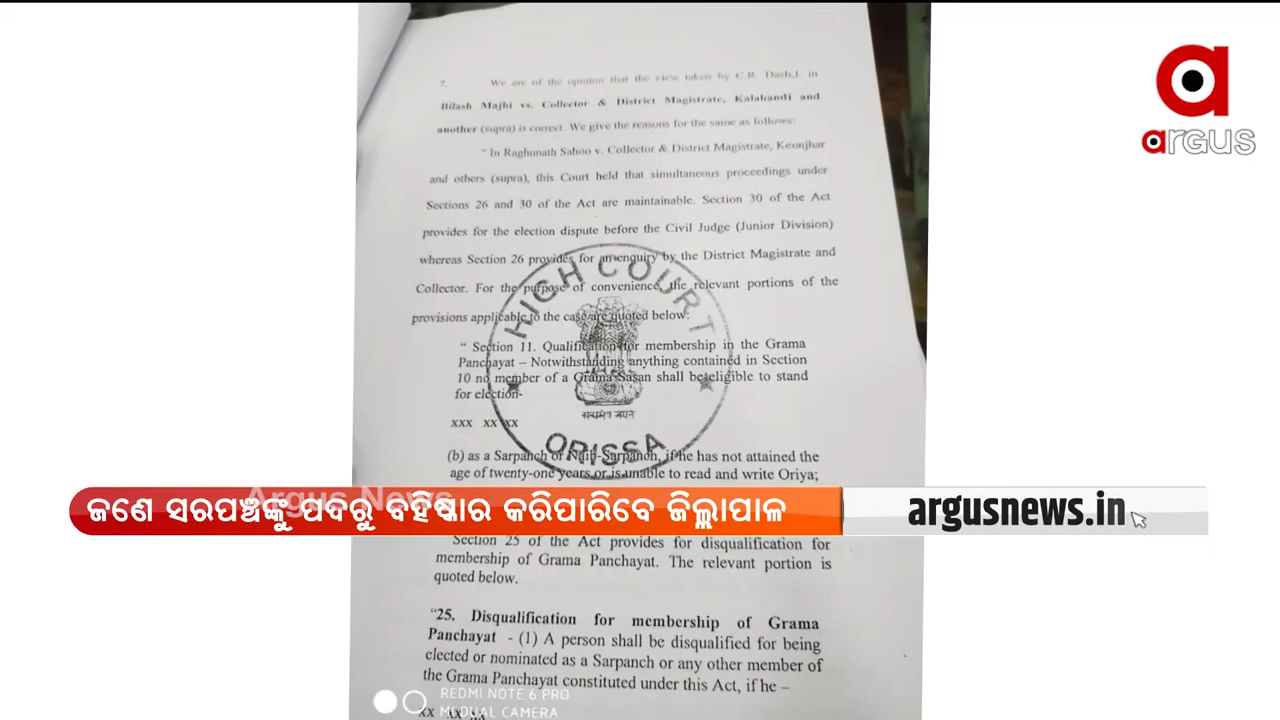 7. We are of the opinion that the view taken by C.R. Dash,J. in
Bilash Majhi vs. Collector & District Magistrate, Kalahandi and
another (supra) is correct. We give the reasons for the same as follows:
" In Raghunath Sahoo v. Collector & District Magistrate, Keonjhar
and others (supra), this Court held that simultaneous proceedings under
Sections 26 and 30 of the Act are maintainable. Section 30 of the Act
provides for the election dispute before the Civil Judge (Junior Division)
whereas Section 26 provides for an enquiry by the District Magistrate and
Collector. For the purpose of convenience, the relevant portions of the
provisions applicable to the case are quoted below:
" Section 11. Qualification for membership in the Grama
Panchayat – Notwithstanding anything contained in Section
10 no member of a Grama Sasan shall be eligible to stand
for election-
xxx xx xx
(b) as a Sarpanch or Naib-Sarpanch, if he has not attained the
age of twenty-one years or is unable to read and write Oriya;
HIGH COURT
सत्यमेव जयते
ORISSA
argus
Argus News
ଜଣେ ସରପଞ୍ଚଙ୍କୁ ପଦରୁ ବହିଷ୍କାର କରିପାରିବେ ଜିଲ୍ଲାପାଳ
argusnews.in
Section 25 of the Act provides for disqualification for
membership of Grama Panchayat. The relevant portion is
quoted below.
"25. Disqualification for membership of Grama
Panchayat - (1) A person shall be disqualified for being
elected or nominated as a Sarpanch or any other member of
the Grama Panchayat constituted under this Act, if he –
xx xx xx
REDMI NOTE 6 PRO
MI DUAL CAMERA